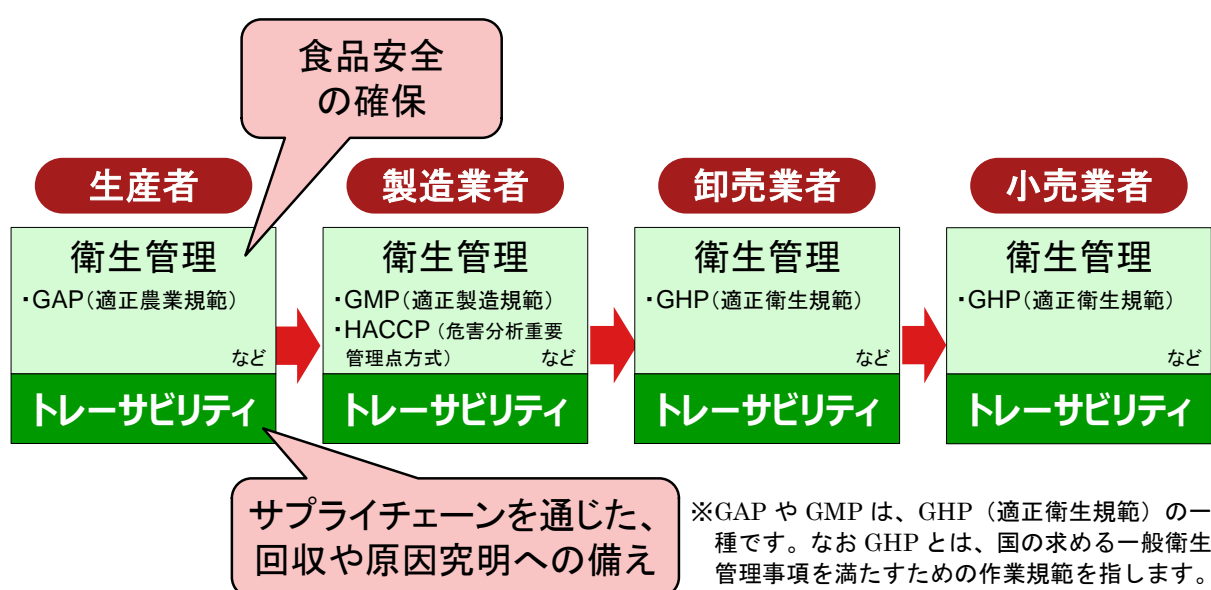 食品安全
の確保
生産者
製造業者
卸売業者
小売業者
衛生管理
・GAP（適正農業規範）
など
トレーサビリティ
衛生管理
・GMP（適正製造規範）
・HACCP（危害分析重要
管理点方式） など
トレーサビリティ
衛生管理
・GHP（適正衛生規範）
など
トレーサビリティ
衛生管理
・GHP（適正衛生規範）
など
トレーサビリティ
サプライチェーンを通じた、
回収や原因究明への備え
※GAP や GMP は、GHP（適正衛生規範）の一
種です。なお GHP とは、国の求める一般衛生
管理事項を満たすための作業規範を指します。